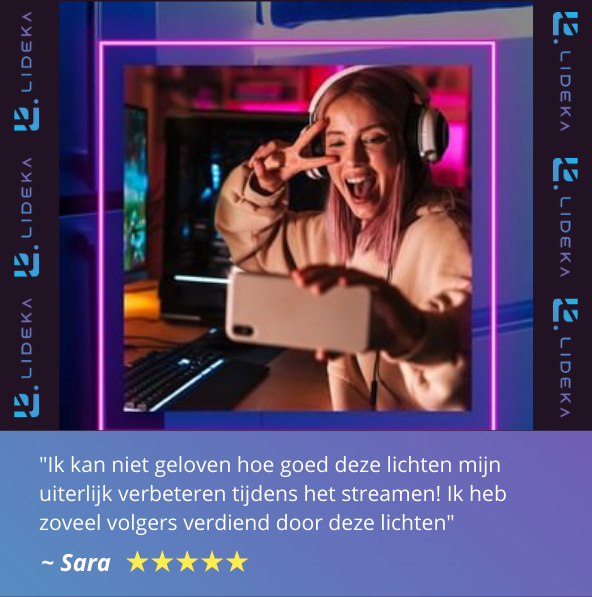 LIDEKA
LIDEKA
LIDEKA
LIDEKA
LIDEKA
LIDEKA
"Ik kan niet geloven hoe goed deze lichten mijn
uiterlijk verbeteren tijdens het streamen! Ik heb
zoveel volgers verdiend door deze lichten"
~ Sara ★★★★★